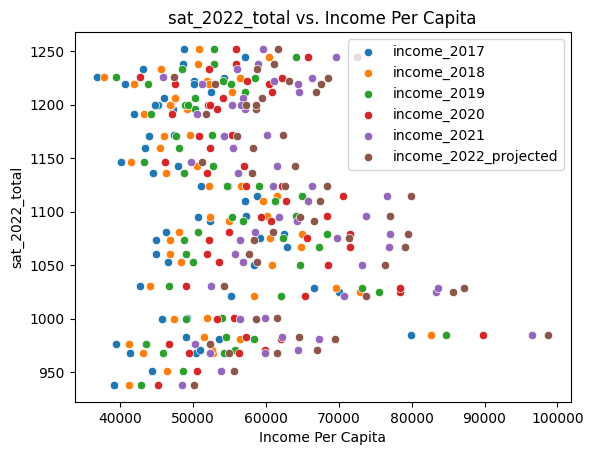 sat_2022_total vs. Income Per Capita
income_2017
income_2018
income_2019
income_2020
income_2021
income_2022_projected
sat_2022_total
1250
1200
1150
1100
1050
1000
950
40000 50000 60000 70000 80000 90000 100000
Income Per Capita